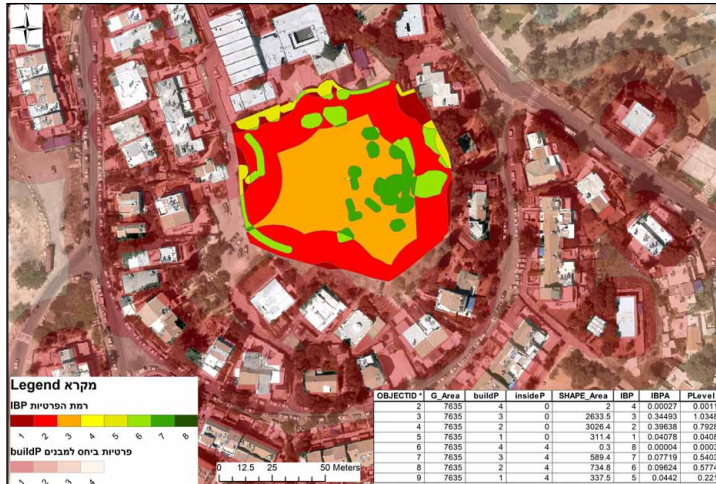 N
Legend מקרא
רמת הפרטיות IBP
1 2 3 4 5 6 7 8
פרטיות ביחס למבנים buildP
1 2 3 4
0 12.5 25 50 Meters
OBJECTID * G_Area buildP insideP SHAPE_Area IBP IBPA PLevel
2 7635 4 0 2 4 0.00027 0.0011
3 7635 3 0 2633.5 3 0.34493 1.0348
4 7635 2 0 3026.4 2 0.39638 0.7928
5 7635 1 0 311.4 1 0.04078 0.0408
6 7635 4 4 0.3 8 0.00004 0.0003
7 7635 3 4 589.4 7 0.07719 0.5403
8 7635 2 4 734.8 6 0.09624 0.5774
9 7635 1 4 337.5 5 0.0442 0.221